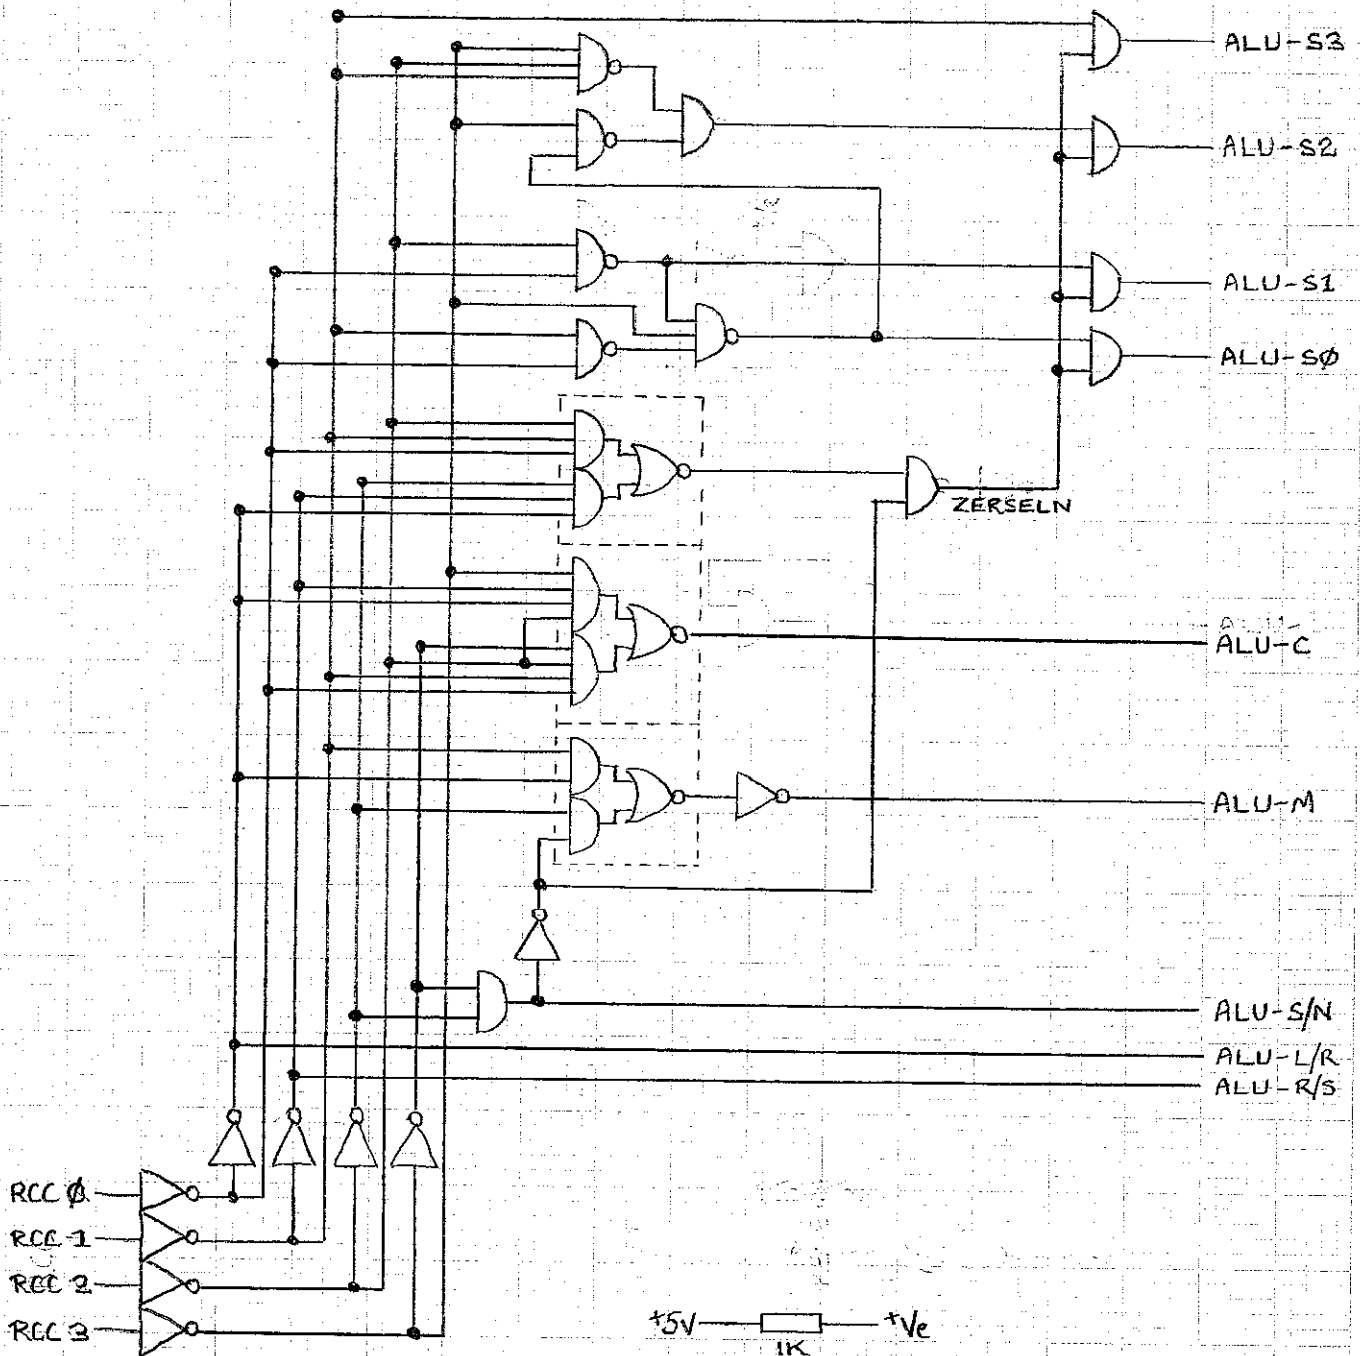 ALU-S3
ALU-S2
ALU-S1
ALU-SØ
ZERSELN
ALU-C
ALU-M
ALU-S/N
ALU-L/R
ALU-R/S
RCC Ø
RCC 1
RCC 2
RCC 3
+5V
+Ve
1K